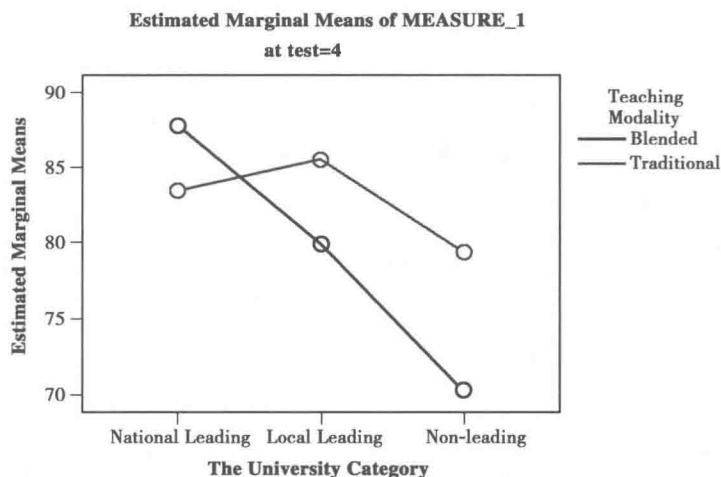 Estimated Marginal Means of MEASURE_1
at test=4
Estimated Marginal Means
90
85
80
75
70
National Leading
Local Leading
Non-leading
The University Category
Teaching
Modality
Blended
Traditional